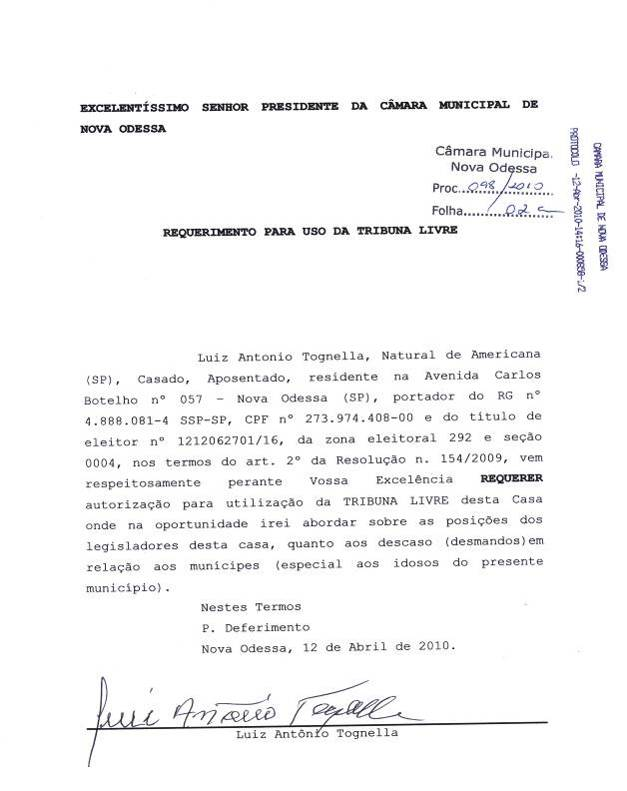 EXCELENTÍSSIMO SENHOR PRESIDENTE DA CÂMARA MUNICIPAL DE
NOVA ODESSA
Câmara Municipa.
Nova Odessa
Proc...098/2010
Folha.......02
CAMARA MUNICIPAL DE NOVA ODESSA
PROTOCOLO -12-Abr-2010-14:16-000858-1/2
REQUERIMENTO PARA USO DA TRIBUNA LIVRE
Luiz Antonio Tognella, Natural de Americana
(SP), Casado, Aposentado, residente na Avenida Carlos
Botelho nº 057 – Nova Odessa (SP), portador do RG nº
4.888.081-4 SSP-SP, CPF nº 273.974.408-00 e do título de
eleitor nº 1212062701/16, da zona eleitoral 292 e seção
0004, nos termos do art. 2º da Resolução n. 154/2009, vem
respeitosamente perante Vossa Excelência REQUERER
autorização para utilização da TRIBUNA LIVRE desta Casa
onde na oportunidade irei abordar sobre as posições dos
legisladores desta casa, quanto aos descaso (desmandos)em
relação aos munícipes (especial aos idosos do presente
município).
Nestes Termos
P. Deferimento
Nova Odessa, 12 de Abril de 2010.
Luiz Antônio Tognella
Luiz Antônio Tognella